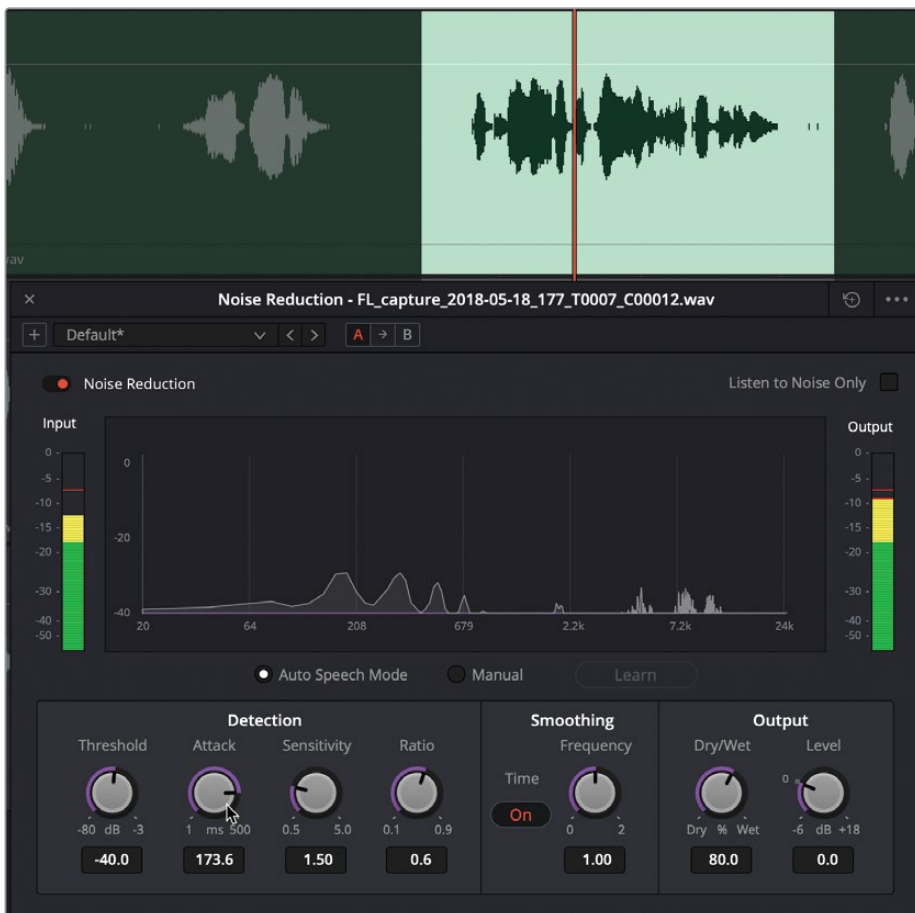 vav
Noise Reduction - FL_capture_2018-05-18_177_T0007_C00012.wav
Default*
A
B
Noise Reduction
Listen to Noise Only
Input
Output
0
-5
-10
-15
-20
-30
-40
-50
0
-20
-40
20 64 208 679 2.2k 7.2k 24k
0
-5
-10
-15
-20
-30
-40
-50
Auto Speech Mode
Manual
Learn
Detection
Threshold Attack Sensitivity Ratio
-80 dB -3
1 ms 500
0.5 5.0
0.1 0.9
-40.0
173.6
1.50
0.6
Smoothing
Frequency
Time
On
0 2
1.00
Output
Dry/Wet Level
0
Dry % Wet
-6 dB +18
80.0
0.0